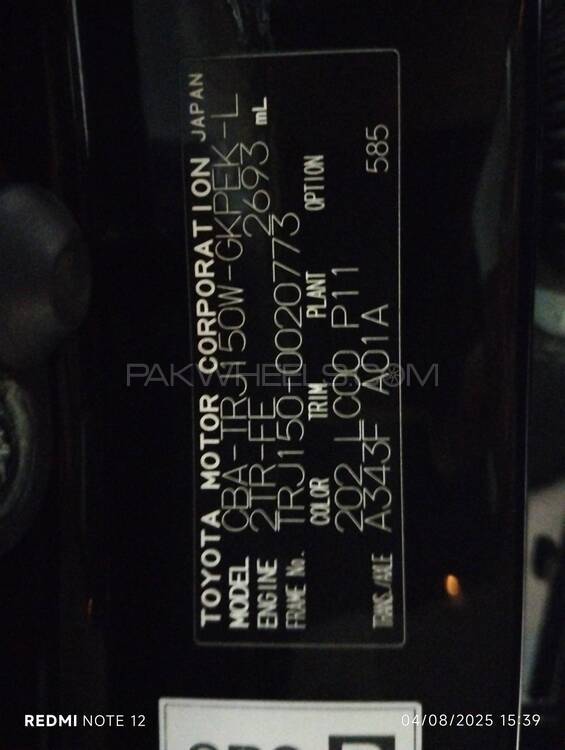 TOYOTA MOTOR CORPORATION JAPAN
MODEL CBA-TRJ150W-GKPEK-L
ENGINE 2TR-FE 2693 mL
FRAME No. TRJ150-0020773
COLOR TRIM PLANT OPTION
202 LC00 P11
TRANS./AXLE A343F A01A 585
PAKWHEELS.COM
REDMI NOTE 12
04/08/2025 15:39